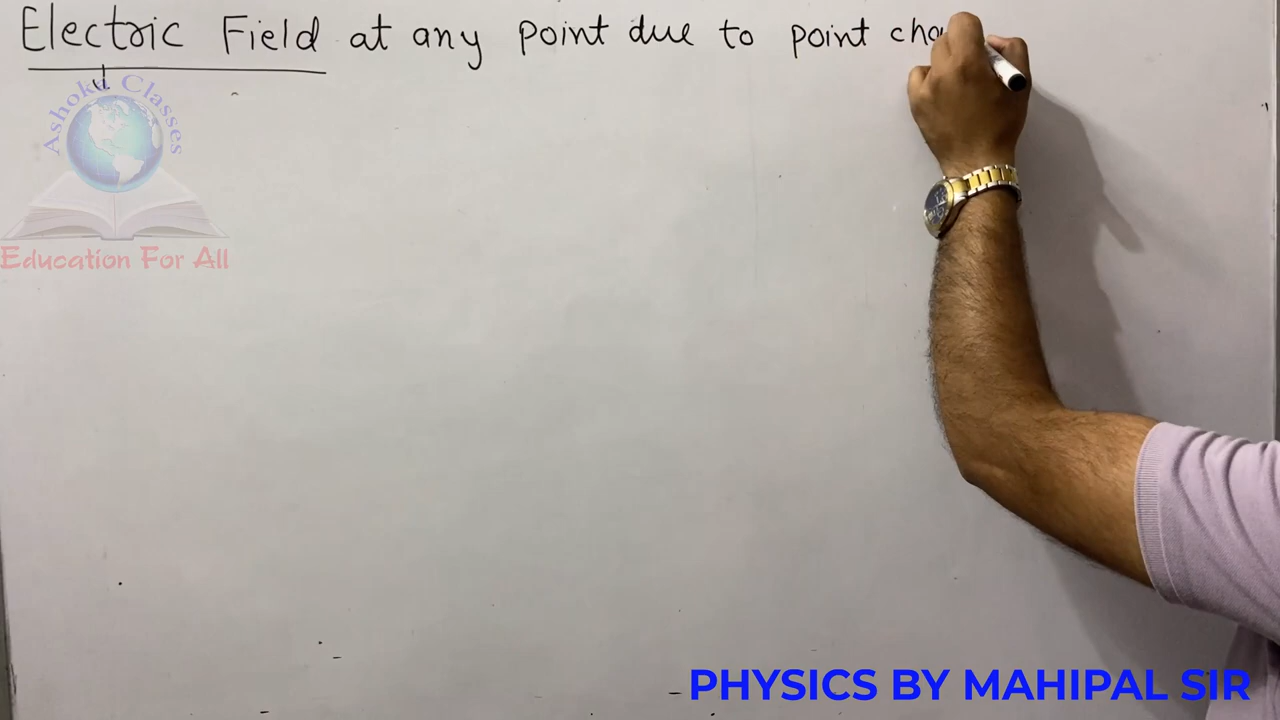 Electric Field at any point due to point cha
Ashoka Classes
Education For All
PHYSICS BY MAHIPAL SIR